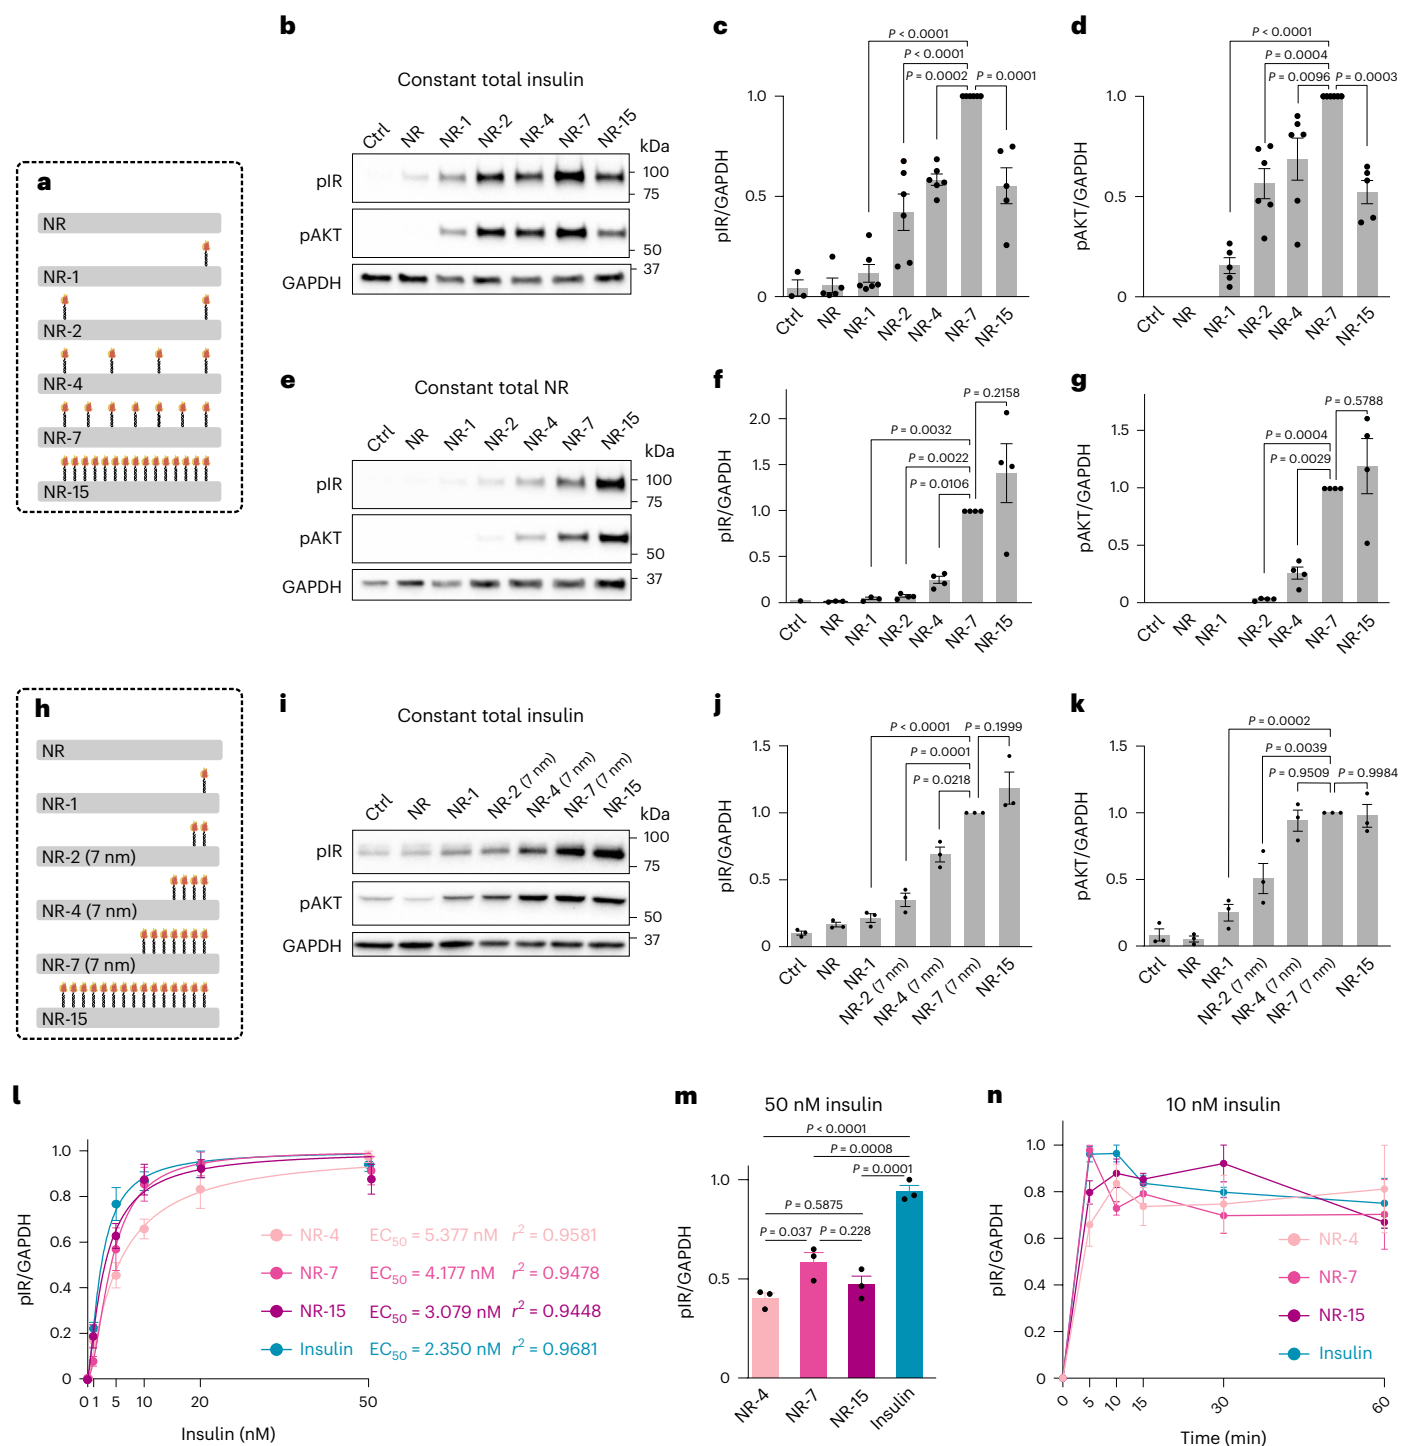 a
NR
NR-1
NR-2
NR-4
NR-7
NR-15
b
Constant total insulin
Ctrl NR NR-1 NR-2 NR-4 NR-7 NR-15
kDa
pIR
100
75
pAKT
50
GAPDH
37
c
P < 0.0001
P < 0.0001
P = 0.0002 P = 0.0001
pIR/GAPDH
1.0
0.5
0
Ctrl NR NR-1 NR-2 NR-4 NR-7 NR-15
d
P < 0.0001
P = 0.0004
P = 0.0096 P = 0.0003
pAKT/GAPDH
1.0
0.5
0
Ctrl NR NR-1 NR-2 NR-4 NR-7 NR-15
e
Constant total NR
Ctrl NR NR-1 NR-2 NR-4 NR-7 NR-15
kDa
pIR
100
75
pAKT
50
GAPDH
37
f
P = 0.2158
P = 0.0032
P = 0.0022
P = 0.0106
pIR/GAPDH
2.0
1.5
1.0
0.5
0
Ctrl NR NR-1 NR-2 NR-4 NR-7 NR-15
g
P = 0.5788
P = 0.0004
P = 0.0029
pAKT/GAPDH
1.5
1.0
0.5
0
Ctrl NR NR-1 NR-2 NR-4 NR-7 NR-15
h
NR
NR-1
NR-2 (7 nm)
NR-4 (7 nm)
NR-7 (7 nm)
NR-15
i
Constant total insulin
Ctrl NR NR-1 NR-2 (7 nm) NR-4 (7 nm) NR-7 (7 nm) NR-15
kDa
pIR
100
75
pAKT
50
GAPDH
37
j
P < 0.0001 P = 0.1999
P = 0.0001
P = 0.0218
pIR/GAPDH
1.5
1.0
0.5
0
Ctrl NR NR-1 NR-2 (7 nm) NR-4 (7 nm) NR-7 (7 nm) NR-15
k
P = 0.0002
P = 0.0039
P = 0.9509 P = 0.9984
pAKT/GAPDH
1.5
1.0
0.5
0
Ctrl NR NR-1 NR-2 (7 nm) NR-4 (7 nm) NR-7 (7 nm) NR-15
l
pIR/GAPDH
1.0
0.8
0.6
0.4
0.2
0
NR-4 EC50 = 5.377 nM r2 = 0.9581
NR-7 EC50 = 4.177 nM r2 = 0.9478
NR-15 EC50 = 3.079 nM r2 = 0.9448
Insulin EC50 = 2.350 nM r2 = 0.9681
0 1 5 10 20 50
Insulin (nM)
m
50 nM insulin
P < 0.0001
P = 0.0008
P = 0.0001
P = 0.5875
P = 0.037 P = 0.228
pIR/GAPDH
1.0
0.5
0
NR-4 NR-7 NR-15 Insulin
n
10 nM insulin
pIR/GAPDH
1.0
0.8
0.6
0.4
0.2
0
NR-4
NR-7
NR-15
Insulin
0 5 10 15 30 60
Time (min)